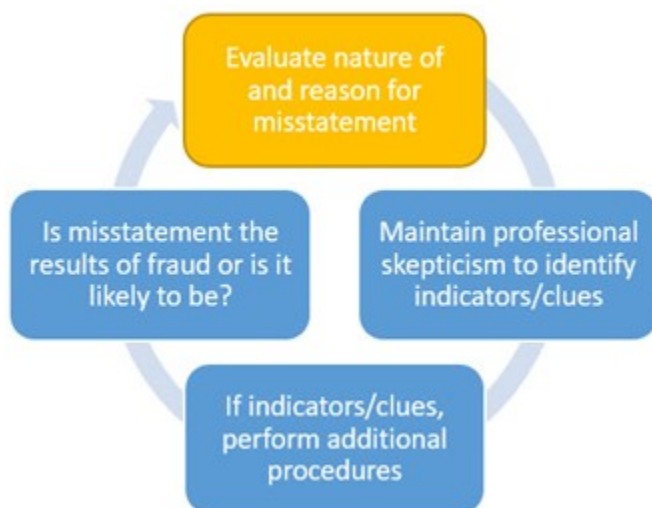 Evaluate nature of
and reason for
misstatement
Maintain professional
skepticism to identify
indicators/clues
If indicators/clues,
perform additional
procedures
Is misstatement the
results of fraud or is it
likely to be?